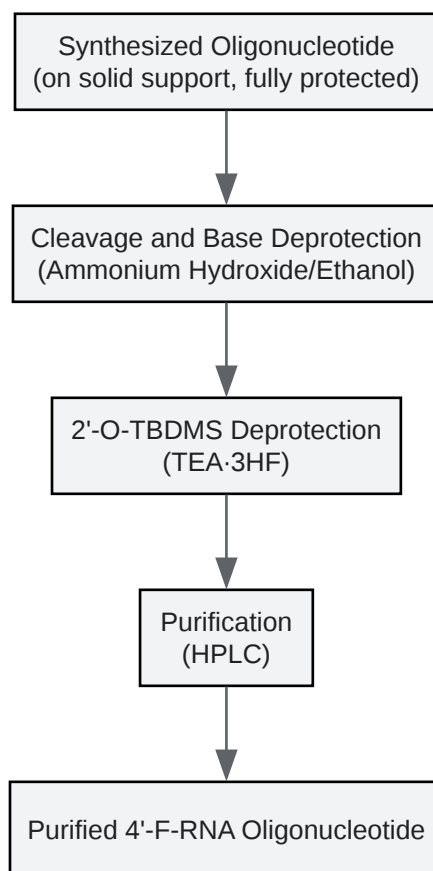 Synthesized Oligonucleotide
(on solid support, fully protected)
Cleavage and Base Deprotection
(Ammonium Hydroxide/Ethanol)
2'-O-TBDMS Deprotection
(TEA·3HF)
Purification
(HPLC)
Purified 4'-F-RNA Oligonucleotide